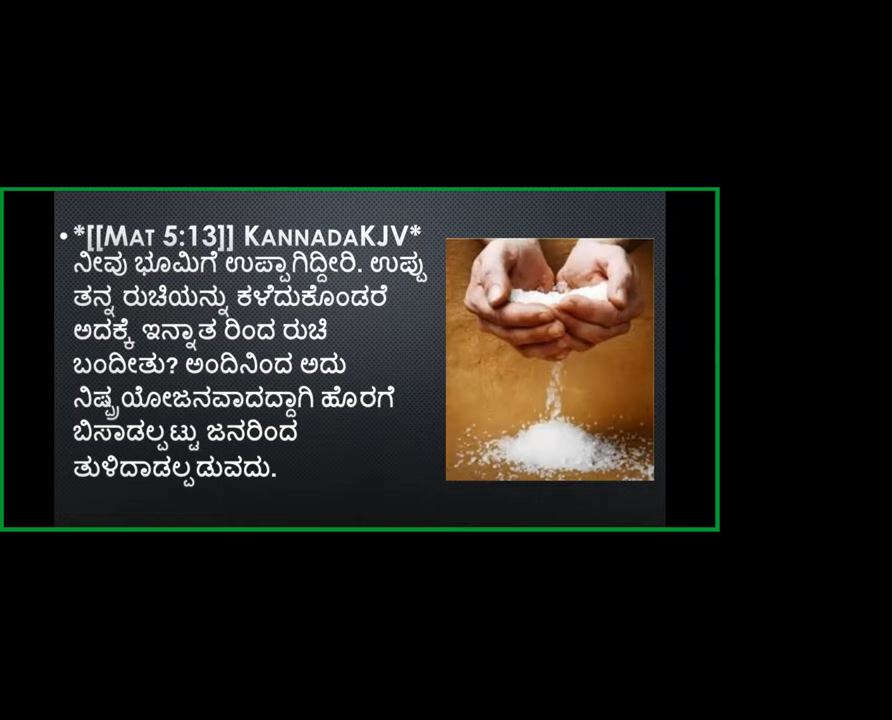 • *[[MAT 5:13]] KANNADAKJV*
ನೀವು ಭೂಮಿಗೆ ಉಪ್ಪಾಗಿದ್ದೀರಿ. ಉಪ್ಪು
ತನ್ನ ರುಚಿಯನ್ನು ಕಳೆದುಕೊಂಡರೆ
ಅದಕ್ಕೆ ಇನ್ನಾತ ರಿಂದ ರುಚಿ
ಬಂದೀತು? ಅಂದಿನಿಂದ ಅದು
ನಿಷ್ಪ್ರಯೋಜನವಾದದ್ದಾಗಿ ಹೊರಗೆ
ಬಿಸಾಡಲ್ಪಟ್ಟು ಜನರಿಂದ
ತುಳಿದಾಡಲ್ಪಡುವದು.